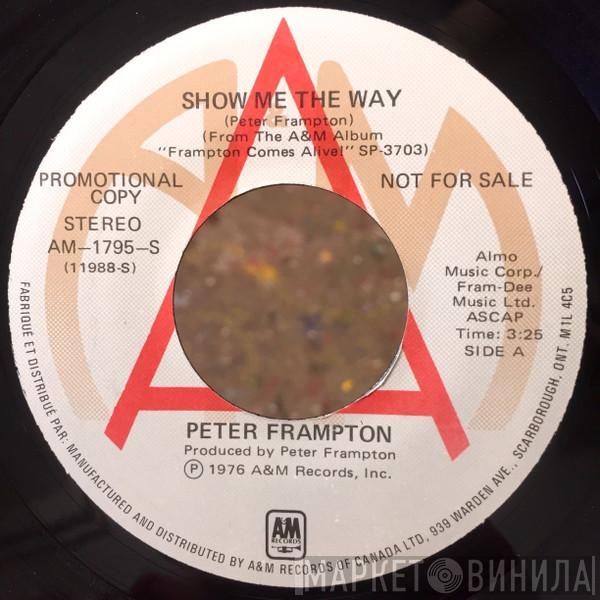 SHOW ME THE WAY
(Peter Frampton)
(From The A&M Album
"Frampton Comes Alive!" SP-3703)
PROMOTIONAL
COPY
NOT FOR SALE
STEREO
AM-1795-S
(11988-S)
Almo
Music Corp./
Fram-Dee
Music Ltd.
ASCAP
Time: 3:25
SIDE A
PETER FRAMPTON
Produced by Peter Frampton
℗ 1976 A&M Records, Inc.
A&M
RECORDS
FABRIQUÉ ET DISTRIBUÉ PAR: MANUFACTURED AND DISTRIBUTED BY A&M RECORDS OF CANADA LTD, 939 WARDEN AVE., SCARBOROUGH, ONT. M1L 4C5
МАРКЕТ ВИНИЛА